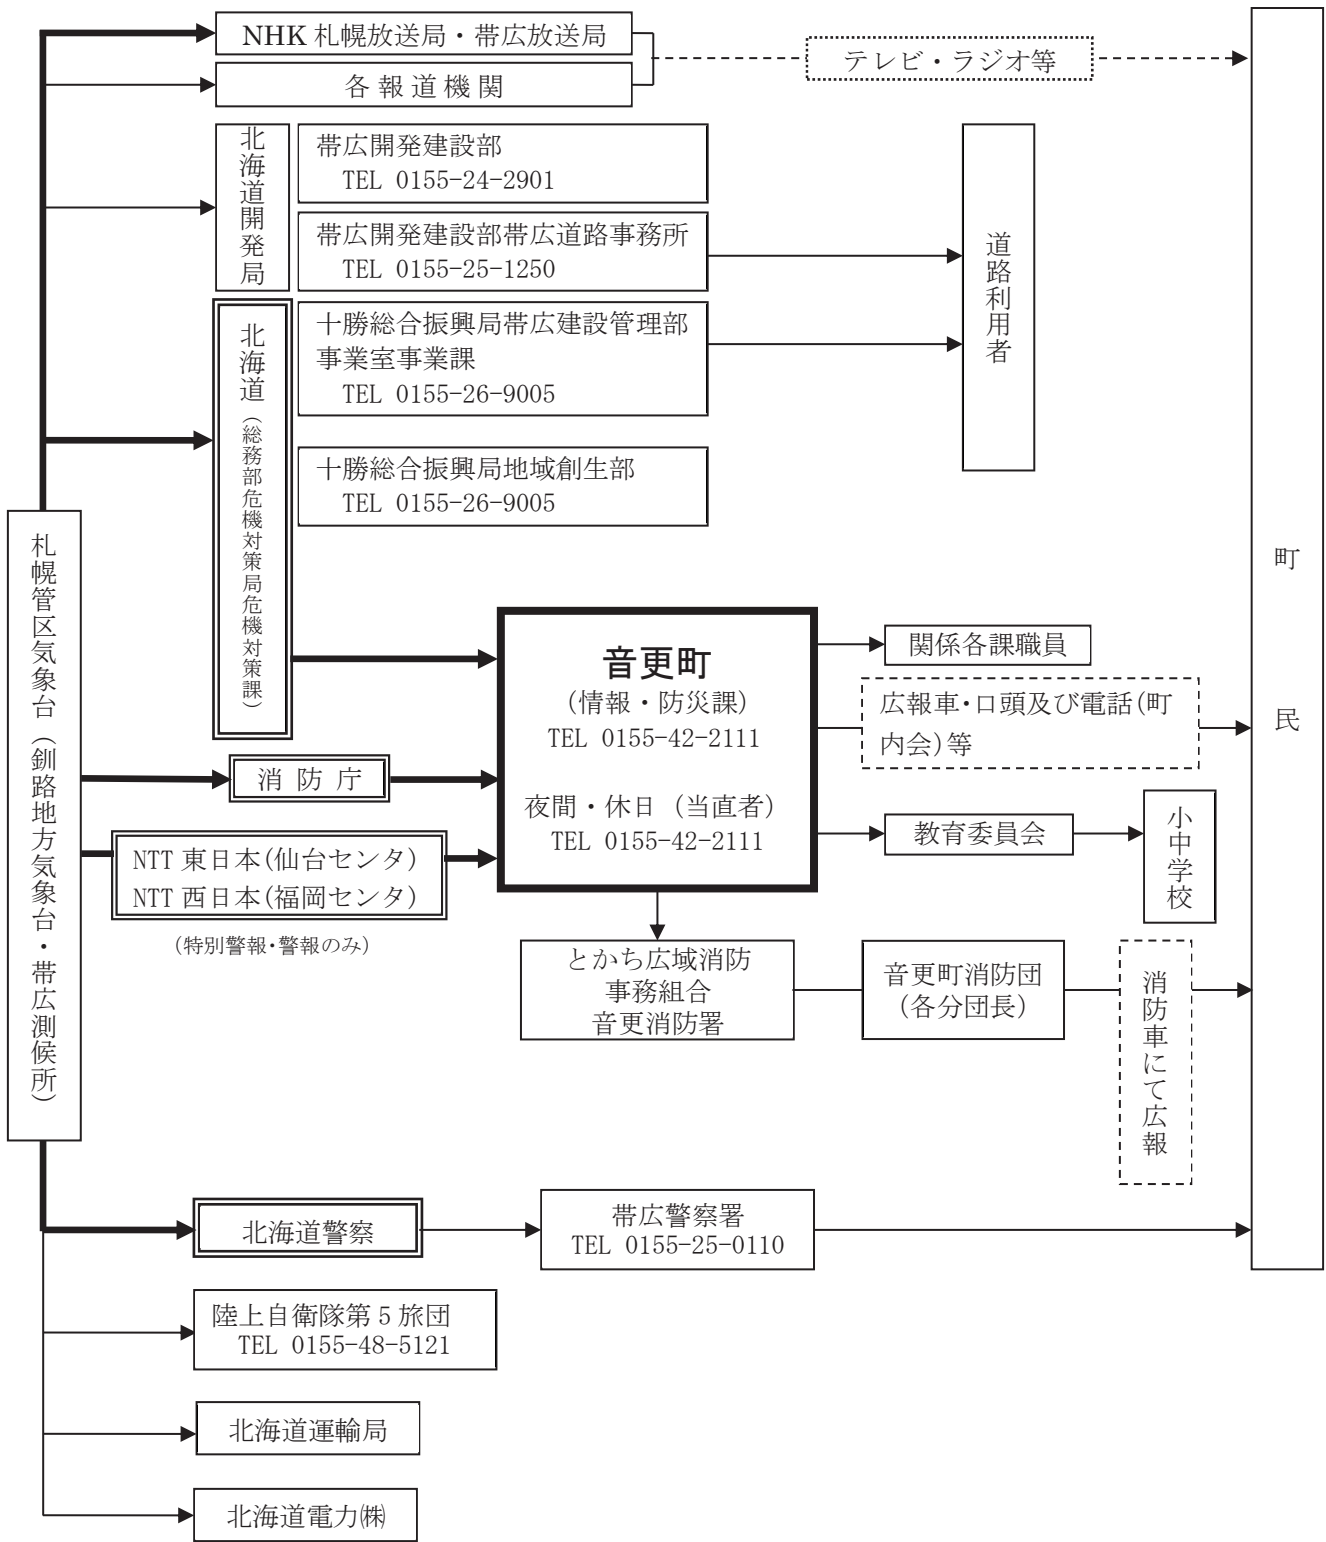 NHK 札幌放送局・帯広放送局
各報道機関
テレビ・ラジオ等
北海道開発局
帯広開発建設部
TEL 0155-24-2901
帯広開発建設部帯広道路事務所
TEL 0155-25-1250
道路利用者
北海道（総務部危機対策局危機対策課）
十勝総合振興局帯広建設管理部
事業室事業課
TEL 0155-26-9005
十勝総合振興局地域創生部
TEL 0155-26-9005
札幌管区気象台（釧路地方気象台・帯広測候所）
町民
音更町
（情報・防災課）
TEL 0155-42-2111
夜間・休日（当直者）
TEL 0155-42-2111
関係各課職員
広報車・口頭及び電話（町
内会）等
消防庁
NTT 東日本（仙台センタ）
NTT 西日本（福岡センタ）
（特別警報・警報のみ）
教育委員会
小中学校
とかち広域消防
事務組合
音更消防署
音更町消防団
（各分団長）
消防車にて広報
北海道警察
帯広警察署
TEL 0155-25-0110
陸上自衛隊第 5 旅団
TEL 0155-48-5121
北海道運輸局
北海道電力㈱